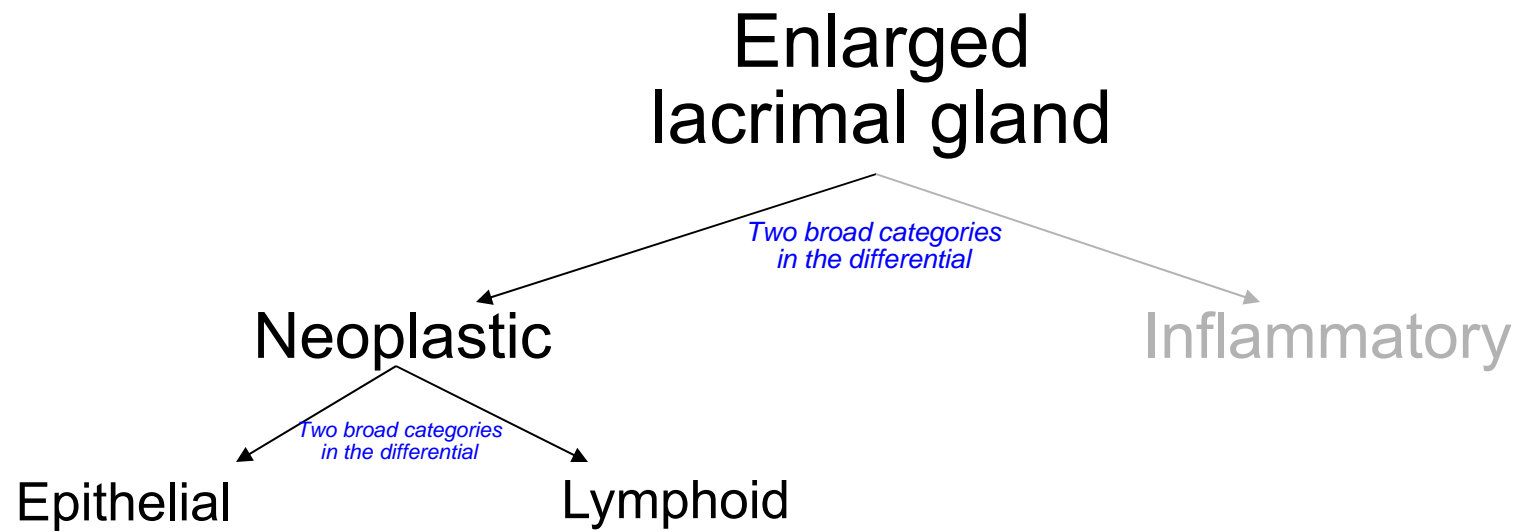 Enlarged
lacrimal gland
Two broad categories
in the differential
Neoplastic
Inflammatory
Two broad categories
in the differential
Epithelial
Lymphoid